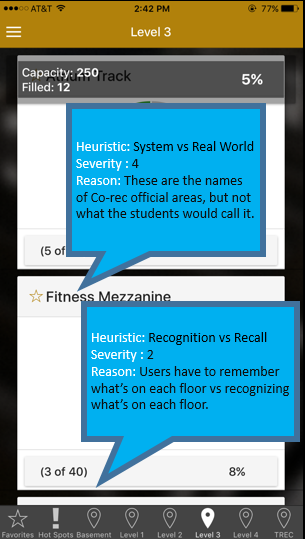 ●●●○○ AT&T 2:42 PM 77%
Level 3
Atrium Track
Capacity: 250
Filled: 12
5%
Heuristic: System vs Real World
Severity : 4
Reason: These are the names
of Co-rec official areas, but not
what the students would call it.
(5 of
☆ Fitness Mezzanine
Heuristic: Recognition vs Recall
Severity : 2
Reason: Users have to remember
what's on each floor vs recognizing
what's on each floor.
(3 of 40) 8%
Favorites Hot Spots Basement Level 1 Level 2 Level 3 Level 4 TREC